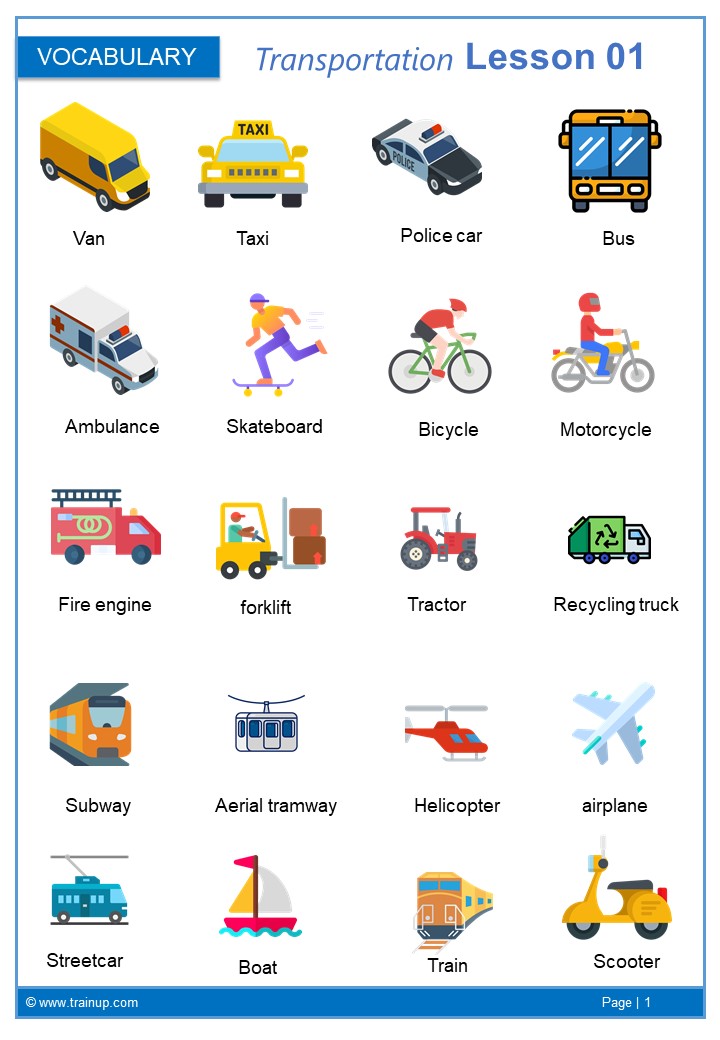 VOCABULARY
Transportation Lesson 01
TAXI
POLICE
Van Taxi Police car Bus
Ambulance Skateboard Bicycle Motorcycle
Fire engine forklift Tractor Recycling truck
Subway Aerial tramway Helicopter airplane
Streetcar Boat Train Scooter
© www.trainup.com Page | 1